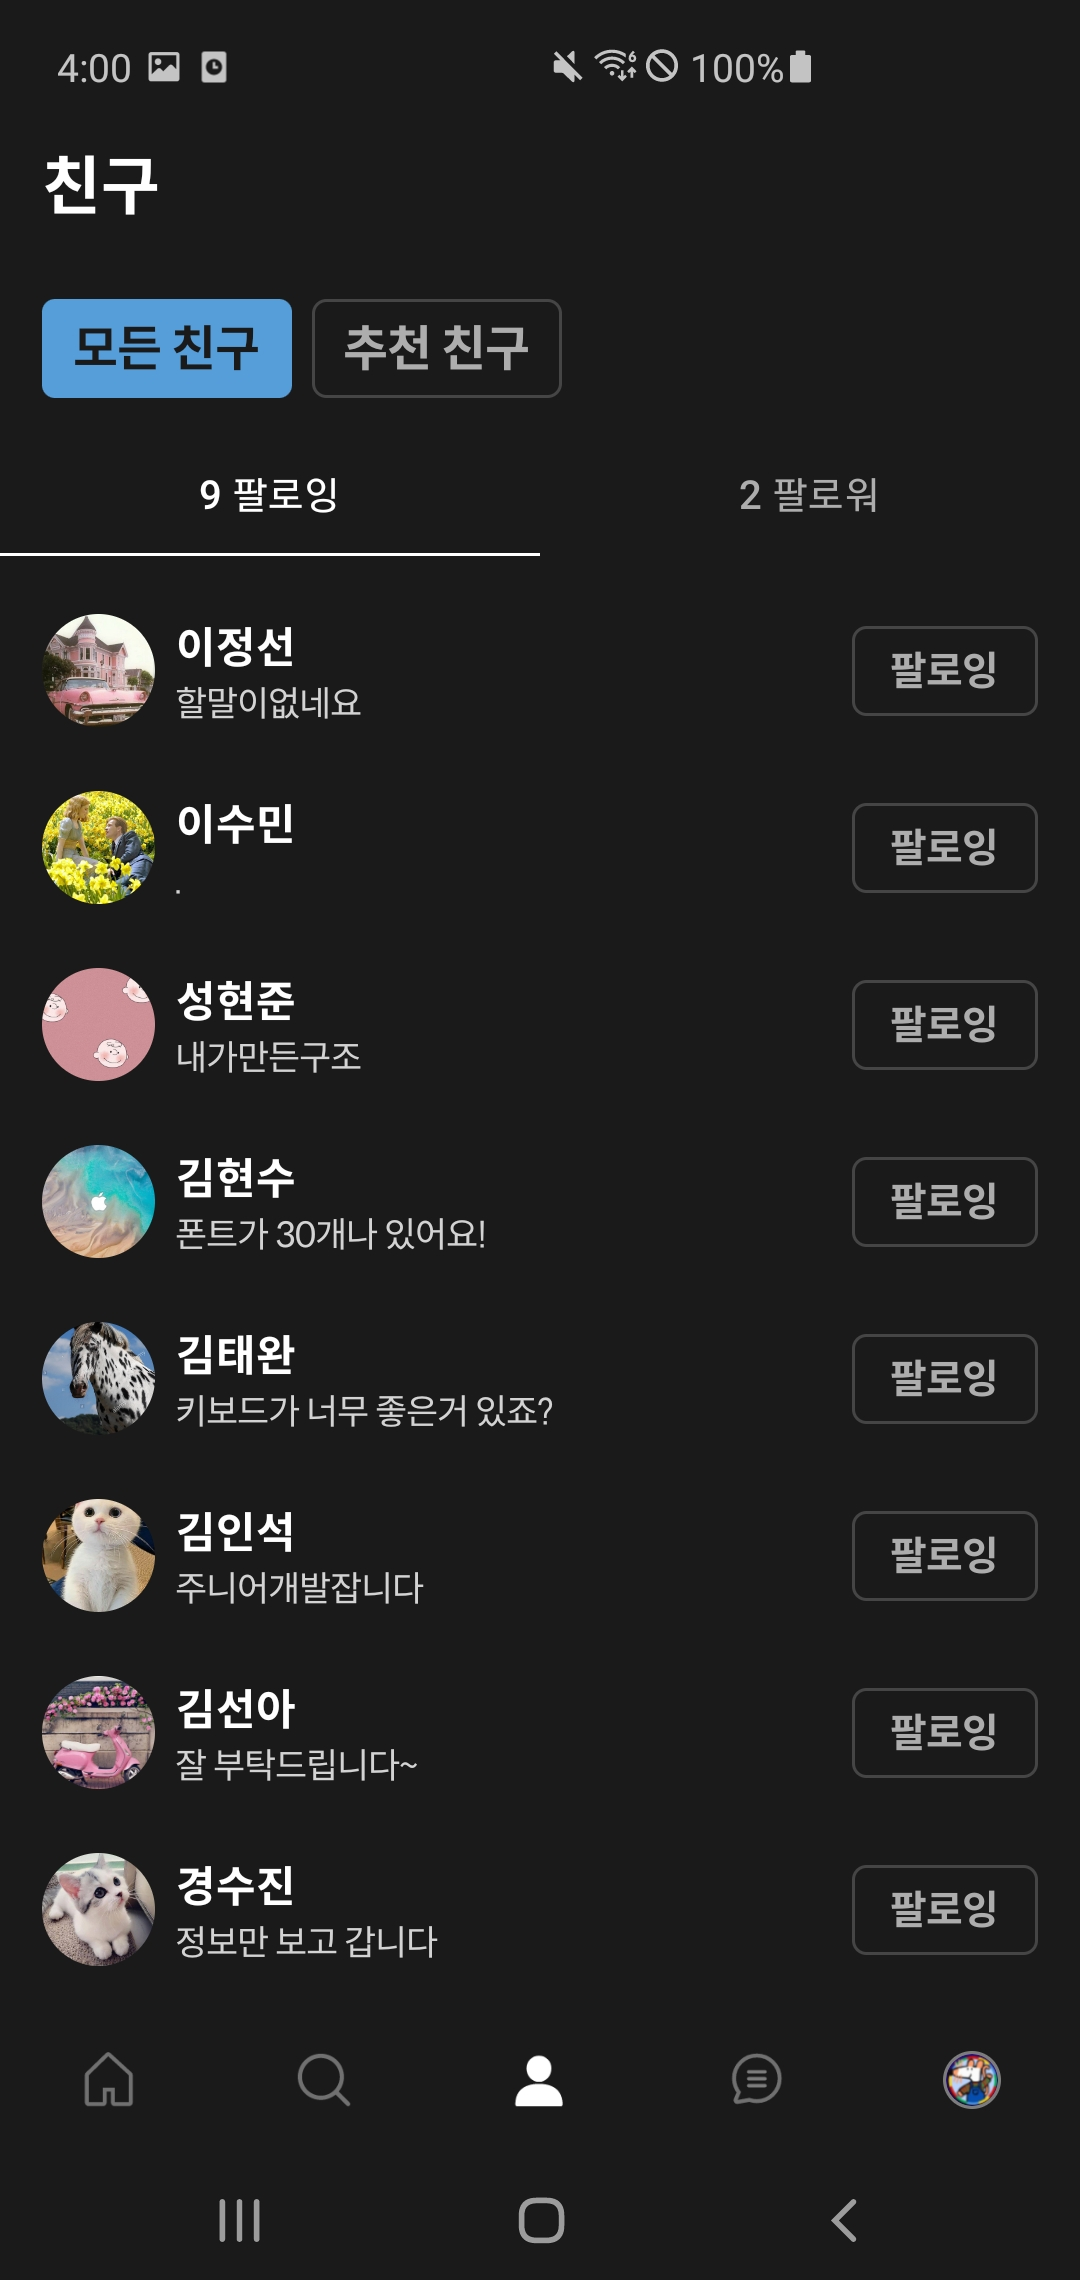 4:00 6 100%
친구
모든 친구 추천 친구
9 팔로잉 2 팔로워
이정선
할말이없네요
팔로잉
이수민
.
팔로잉
성현준
내가만든구조
팔로잉
김현수
폰트가 30개나 있어요!
팔로잉
김태완
키보드가 너무 좋은거 있죠?
팔로잉
김인석
주니어개발잡니다
팔로잉
김선아
잘 부탁드립니다~
팔로잉
경수진
정보만 보고 갑니다
팔로잉